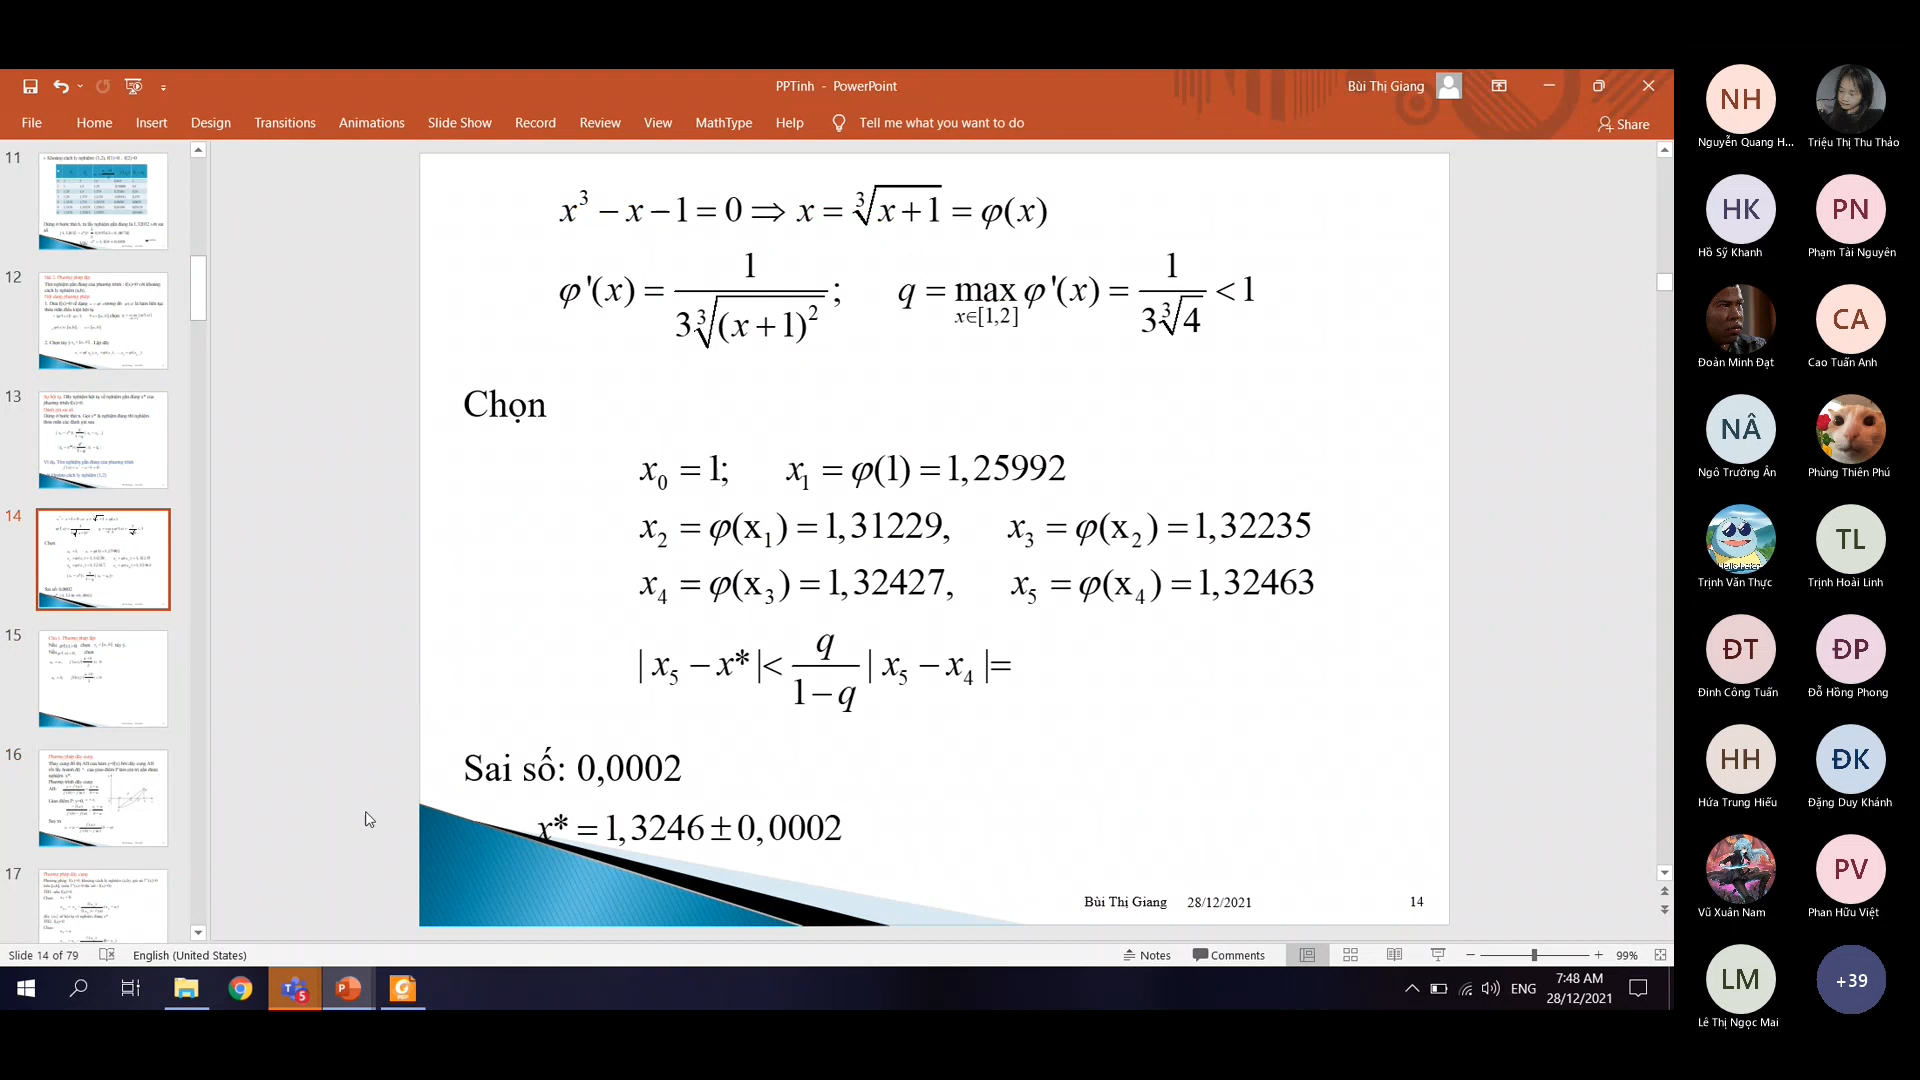 PPTinh - PowerPoint
Bùi Thị Giang
File Home Insert Design Transitions Animations Slide Show Record Review View MathType Help Tell me what you want to do
Share
11
12
13
14
15
16
17
x³ − x − 1 = 0 ⇒ x = ∛(x+1) = φ(x)
φ'(x) = 1/(3∛((x+1)²)); q = max_{x∈[1,2]} φ'(x) = 1/(3∛4) < 1
Chọn
x₀ = 1; x₁ = φ(1) = 1,25992
x₂ = φ(x₁) = 1,31229, x₃ = φ(x₂) = 1,32235
x₄ = φ(x₃) = 1,32427, x₅ = φ(x₄) = 1,32463
| x₅ − x* |< q/(1−q) | x₅ − x₄ |=
Sai số: 0,0002
x* = 1,3246 ± 0,0002
Bùi Thị Giang 28/12/2021 14
Slide 14 of 79 English (United States) Notes Comments 99%
ENG
7:48 AM
28/12/2021
NH
Nguyễn Quang H...
Triệu Thị Thu Thảo
HK
Hồ Sỹ Khanh
PN
Phạm Tài Nguyên
Đoàn Minh Đạt
CA
Cao Tuấn Anh
NÂ
Ngô Trường Ân
Phùng Thiên Phú
Trịnh Văn Thực
TL
Trịnh Hoài Linh
ĐT
Đinh Công Tuấn
ĐP
Đỗ Hồng Phong
HH
Hứa Trung Hiếu
ĐK
Đặng Duy Khánh
Vũ Xuân Nam
PV
Phan Hữu Việt
LM
Lê Thị Ngọc Mai
+39